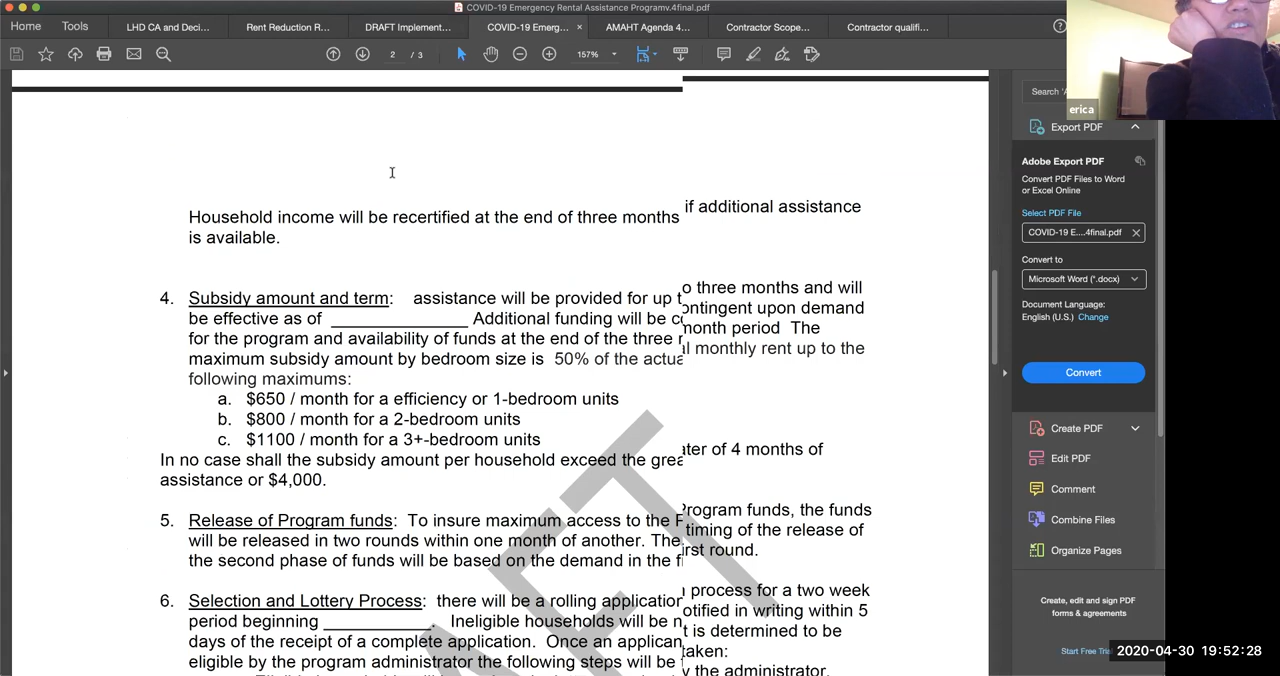 COVID-19 Emergency Rental Assistance Programv.4final.pdf
Home Tools LHD CA and Deci... Rent Reduction R... DRAFT Implement... COVID-19 Emerg... × AMAHT Agenda 4... Contractor Scope... Contractor qualifi...
2 / 3 157%
Search 'A
erica
Export PDF
Adobe Export PDF
Convert PDF Files to Word
or Excel Online
Select PDF File
COVID-19 E....4final.pdf
Convert to
Microsoft Word (*.docx)
Document Language:
English (U.S.) Change
Convert
Create PDF
Edit PDF
Comment
Combine Files
Organize Pages
Create, edit and sign PDF
forms & agreements
Start Free Trial
2020-04-30 19:52:28
Household income will be recertified at the end of three months if additional assistance
is available.
4. Subsidy amount and term: assistance will be provided for up to three months and will
be effective as of ____________ Additional funding will be contingent upon demand
for the program and availability of funds at the end of the three month period The
maximum subsidy amount by bedroom size is 50% of the actual monthly rent up to the
following maximums:
a. $650 / month for a efficiency or 1-bedroom units
b. $800 / month for a 2-bedroom units
c. $1100 / month for a 3+-bedroom units
In no case shall the subsidy amount per household exceed the greater of 4 months of
assistance or $4,000.
5. Release of Program funds: To insure maximum access to the Program funds, the funds
will be released in two rounds within one month of another. The timing of the release of
the second phase of funds will be based on the demand in the first round.
6. Selection and Lottery Process: there will be a rolling application process for a two week
period beginning __________. Ineligible households will be notified in writing within 5
days of the receipt of a complete application. Once an applicant is determined to be
eligible by the program administrator the following steps will be taken:
y the administrator.